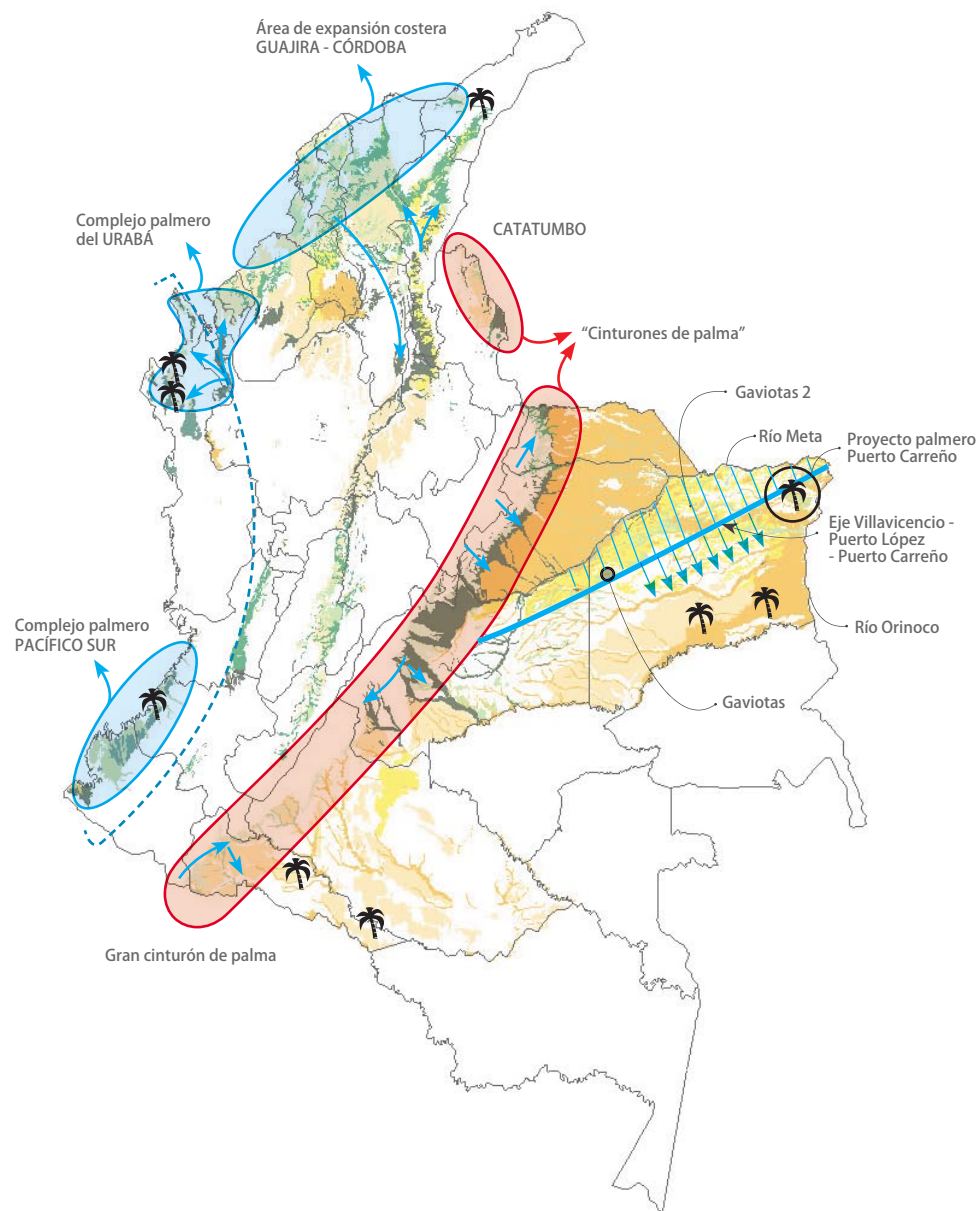 Área de expansión costera
GUAJIRA - CÓRDOBA
Complejo palmero
del URABÁ
CATATUMBO
“Cinturones de palma”
Gaviotas 2
Río Meta
Proyecto palmero
Puerto Carreño
Eje Villavicencio -
Puerto López
- Puerto Carreño
Río Orinoco
Gaviotas
Complejo palmero
PACÍFICO SUR
Gran cinturón de palma